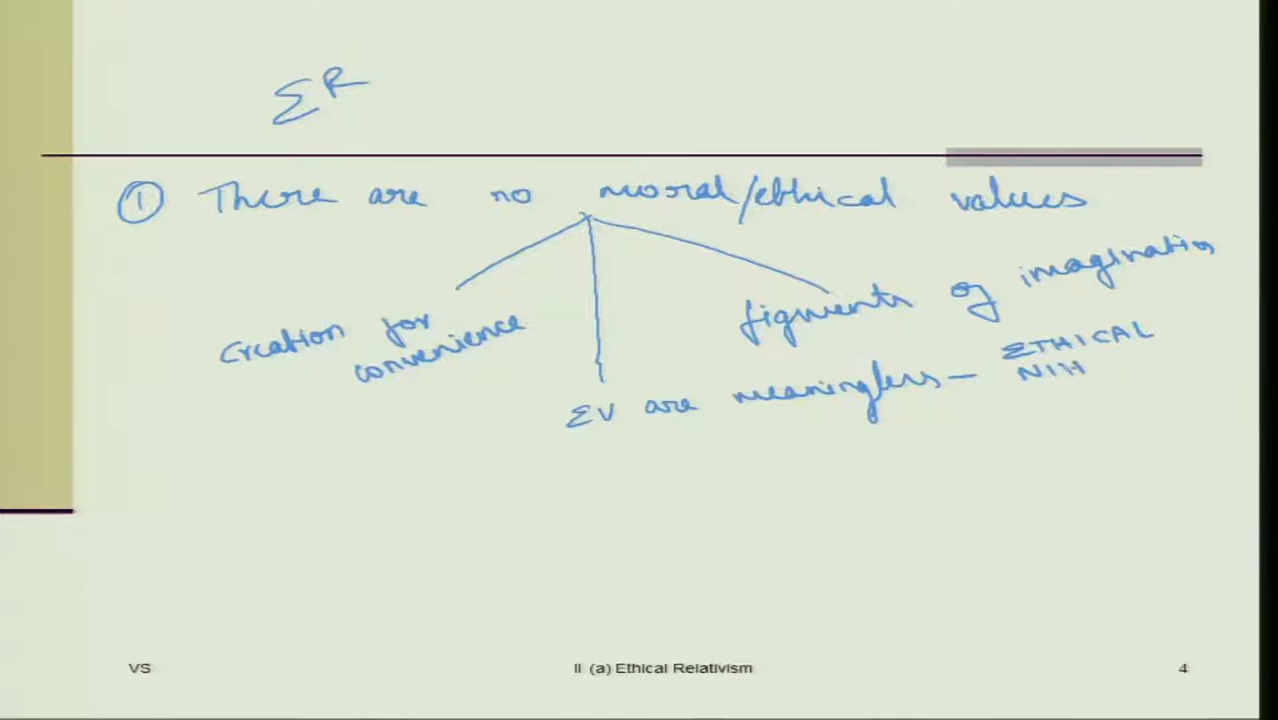 ER
① There are no moral/ethical values
Creation for convenience
figments of imagination
EV are meaningless — ETHICAL NIH
VS
II (a) Ethical Relativism
4